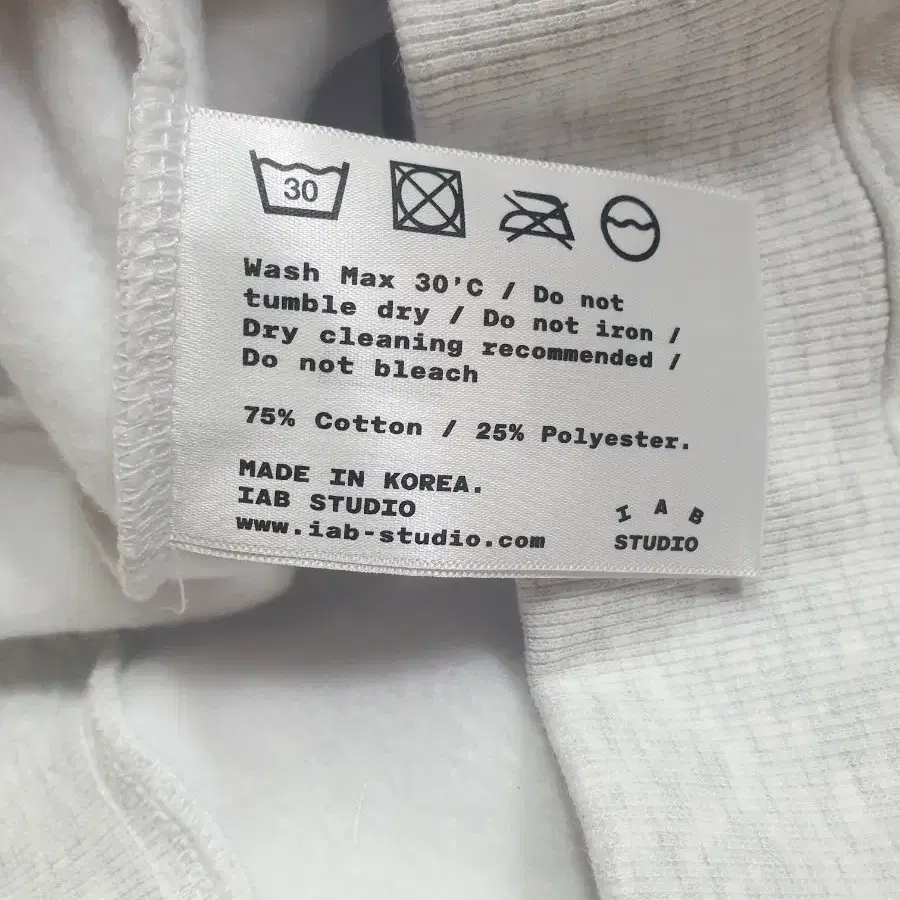 30
Wash Max 30'C / Do not
tumble dry / Do not iron /
Dry cleaning recommended /
Do not bleach
75% Cotton / 25% Polyester.
MADE IN KOREA.
IAB STUDIO
www.iab-studio.com
I A B
STUDIO